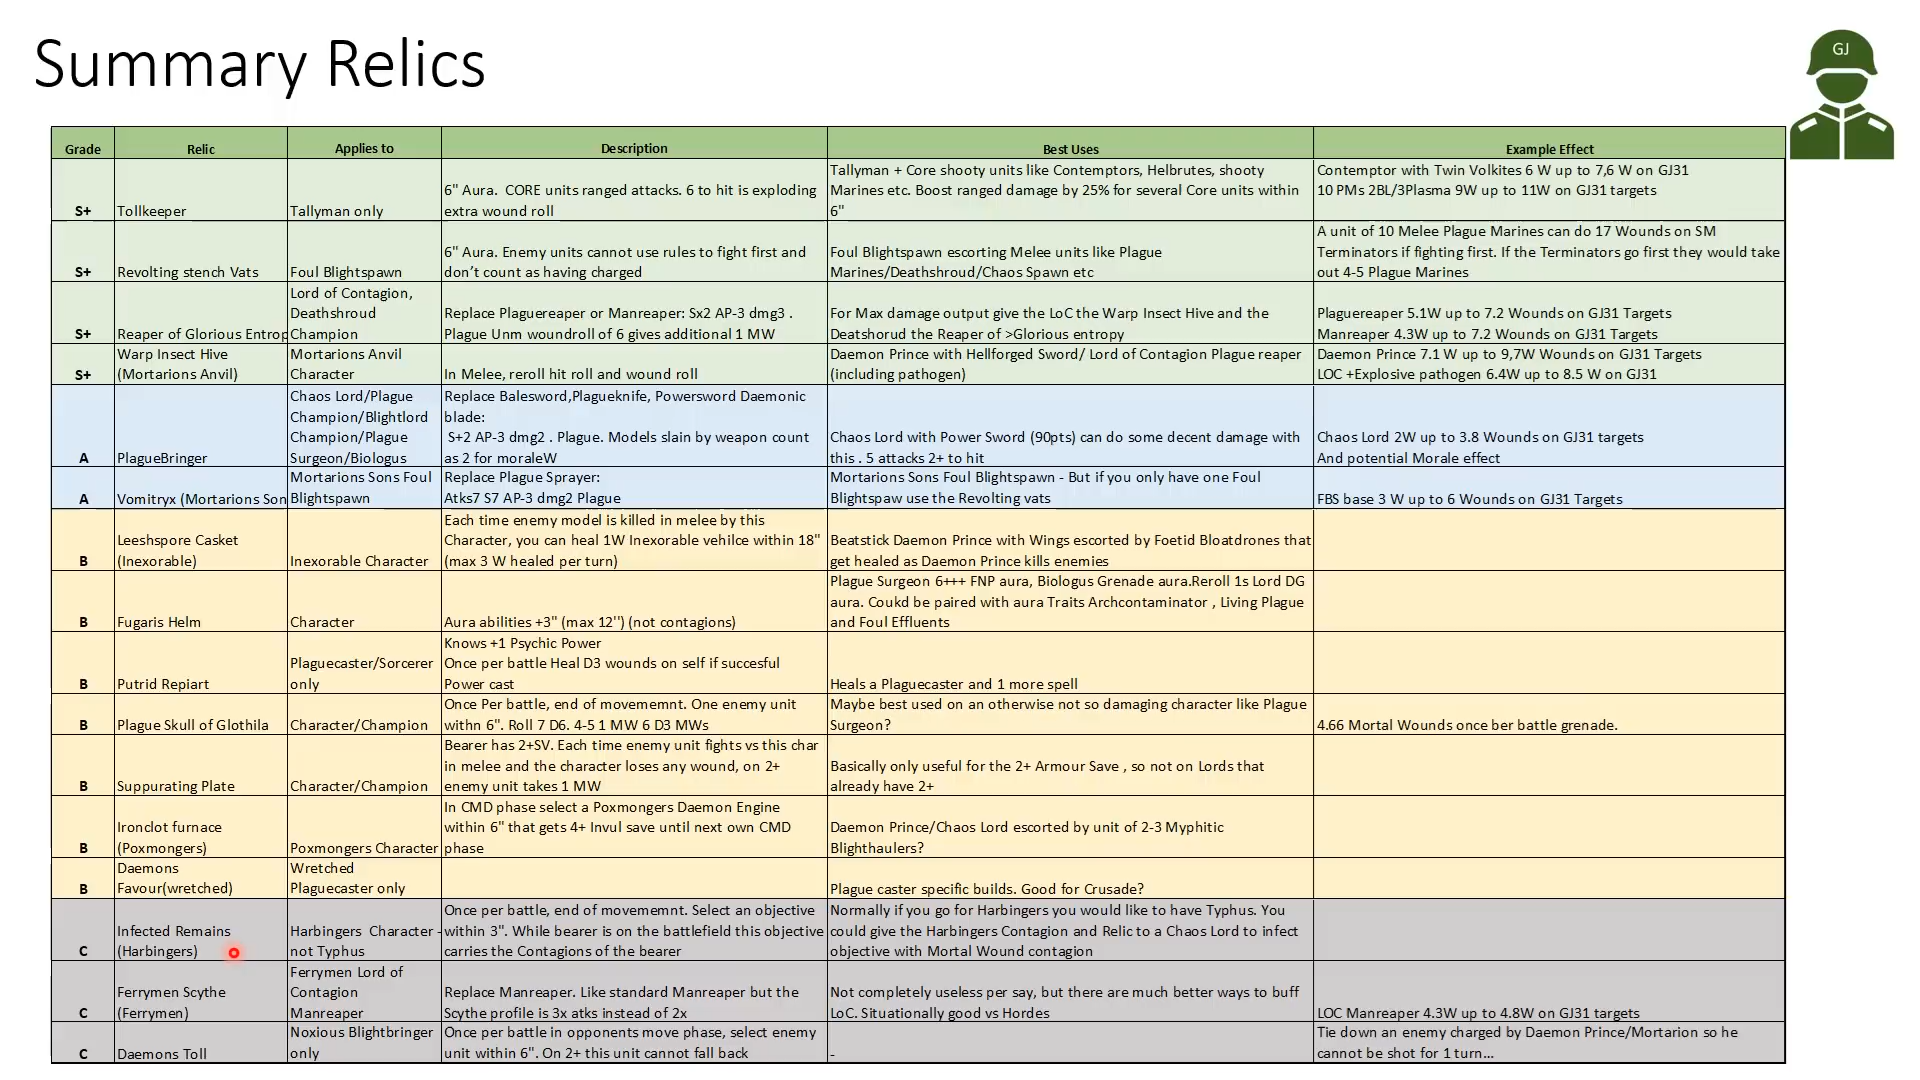 Summary Relics
GJ
Grade Relic Applies to Description Best Uses Example Effect
S+
Tollkeeper
Tallyman only
6" Aura. CORE units ranged attacks. 6 to hit is exploding
extra wound roll
Tallyman + Core shooty units like Contemptors, Helbrutes, shooty
Marines etc. Boost ranged damage by 25% for several Core units within
6"
Contemptor with Twin Volkites 6 W up to 7,6 W on GJ31
10 PMs 2BL/3Plasma 9W up to 11W on GJ31 targets
S+
Revolting stench Vats
Foul Blightspawn
6" Aura. Enemy units cannot use rules to fight first and
don't count as having charged
Foul Blightspawn escorting Melee units like Plague
Marines/Deathshroud/Chaos Spawn etc
A unit of 10 Melee Plague Marines can do 17 Wounds on SM
Terminators if fighting first. If the Terminators go first they would take
out 4-5 Plague Marines
S+
Reaper of Glorious Entrop
Lord of Contagion,
Deathshroud
Champion
Replace Plaguereaper or Manreaper: Sx2 AP-3 dmg3 .
Plague Unm woundroll of 6 gives additional 1 MW
For Max damage output give the LoC the Warp Insect Hive and the
Deatshorud the Reaper of >Glorious entropy
Plaguereaper 5.1W up to 7.2 Wounds on GJ31 Targets
Manreaper 4.3W up to 7.2 Wounds on GJ31 Targets
S+
Warp Insect Hive
(Mortarions Anvil)
Mortarions Anvil
Character
In Melee, reroll hit roll and wound roll
Daemon Prince with Hellforged Sword/ Lord of Contagion Plague reaper
(including pathogen)
Daemon Prince 7.1 W up to 9,7W Wounds on GJ31 Targets
LOC +Explosive pathogen 6.4W up to 8.5 W on GJ31
A
PlagueBringer
Chaos Lord/Plague
Champion/Blightlord
Champion/Plague
Surgeon/Biologus
Replace Balesword,Plagueknife, Powersword Daemonic
blade:
S+2 AP-3 dmg2 . Plague. Models slain by weapon count
as 2 for moraleW
Chaos Lord with Power Sword (90pts) can do some decent damage with
this . 5 attacks 2+ to hit
Chaos Lord 2W up to 3.8 Wounds on GJ31 targets
And potential Morale effect
A
Vomitryx (Mortarions Son
Mortarions Sons Foul
Blightspawn
Replace Plague Sprayer:
Atks7 S7 AP-3 dmg2 Plague
Mortarions Sons Foul Blightspawn - But if you only have one Foul
Blightspaw use the Revolting vats
FBS base 3 W up to 6 Wounds on GJ31 Targets
B
Leeshspore Casket
(Inexorable)
Inexorable Character
Each time enemy model is killed in melee by this
Character, you can heal 1W Inexorable vehilce within 18"
(max 3 W healed per turn)
Beatstick Daemon Prince with Wings escorted by Foetid Bloatdrones that
get healed as Daemon Prince kills enemies
B
Fugaris Helm
Character
Aura abilities +3" (max 12'') (not contagions)
Plague Surgeon 6+++ FNP aura, Biologus Grenade aura.Reroll 1s Lord DG
aura. Coukd be paired with aura Traits Archcontaminator , Living Plague
and Foul Effluents
B
Putrid Repiart
Plaguecaster/Sorcerer
only
Knows +1 Psychic Power
Once per battle Heal D3 wounds on self if succesful
Power cast
Heals a Plaguecaster and 1 more spell
B
Plague Skull of Glothila
Character/Champion
Once Per battle, end of movememnt. One enemy unit
withn 6". Roll 7 D6. 4-5 1 MW 6 D3 MWs
Maybe best used on an otherwise not so damaging character like Plague
Surgeon?
4.66 Mortal Wounds once ber battle grenade.
B
Suppurating Plate
Character/Champion
Bearer has 2+SV. Each time enemy unit fights vs this char
in melee and the character loses any wound, on 2+
enemy unit takes 1 MW
Basically only useful for the 2+ Armour Save , so not on Lords that
already have 2+
B
Ironclot furnace
(Poxmongers)
Poxmongers Character
In CMD phase select a Poxmongers Daemon Engine
within 6" that gets 4+ Invul save until next own CMD
phase
Daemon Prince/Chaos Lord escorted by unit of 2-3 Myphitic
Blighthaulers?
B
Daemons
Favour(wretched)
Wretched
Plaguecaster only
Plague caster specific builds. Good for Crusade?
C
Infected Remains
(Harbingers)
Harbingers Character -
not Typhus
Once per battle, end of movememnt. Select an objective
within 3". While bearer is on the battlefield this objective
carries the Contagions of the bearer
Normally if you go for Harbingers you would like to have Typhus. You
could give the Harbingers Contagion and Relic to a Chaos Lord to infect
objective with Mortal Wound contagion
C
Ferrymen Scythe
(Ferrymen)
Ferrymen Lord of
Contagion
Manreaper
Replace Manreaper. Like standard Manreaper but the
Scythe profile is 3x atks instead of 2x
Not completely useless per say, but there are much better ways to buff
LoC. Situationally good vs Hordes
LOC Manreaper 4.3W up to 4.8W on GJ31 targets
C
Daemons Toll
Noxious Blightbringer
only
Once per battle in opponents move phase, select enemy
unit within 6". On 2+ this unit cannot fall back
-
Tie down an enemy charged by Daemon Prince/Mortarion so he
cannot be shot for 1 turn...